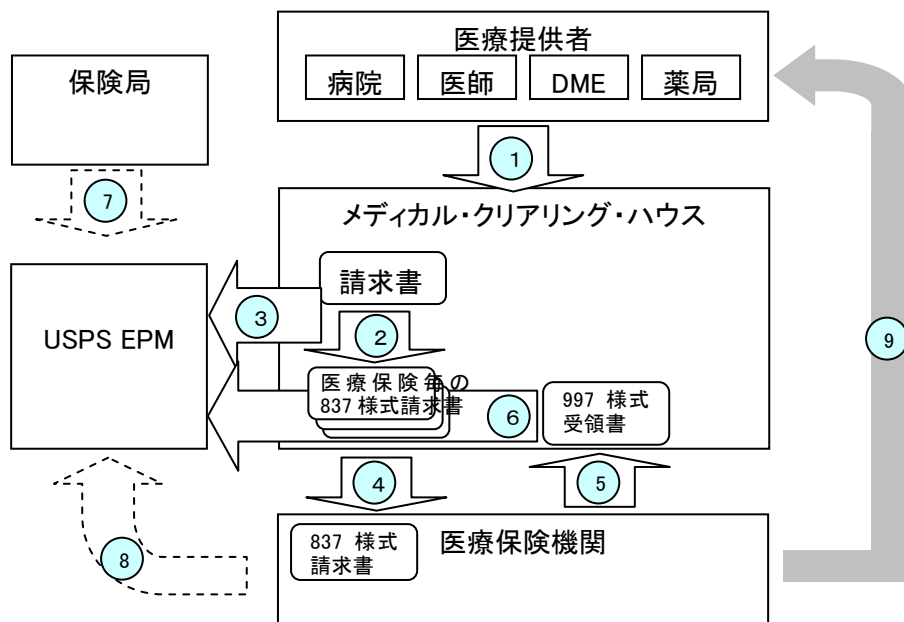 医療提供者
病院
医師
DME
薬局
保険局
1
7
メディカル・クリアリング・ハウス
請求書
USPS EPM
3
2
9
医療保険毎の
837 様式請求書
6
997 様式
受領書
4
5
837 様式
請求書
医療保険機関
8